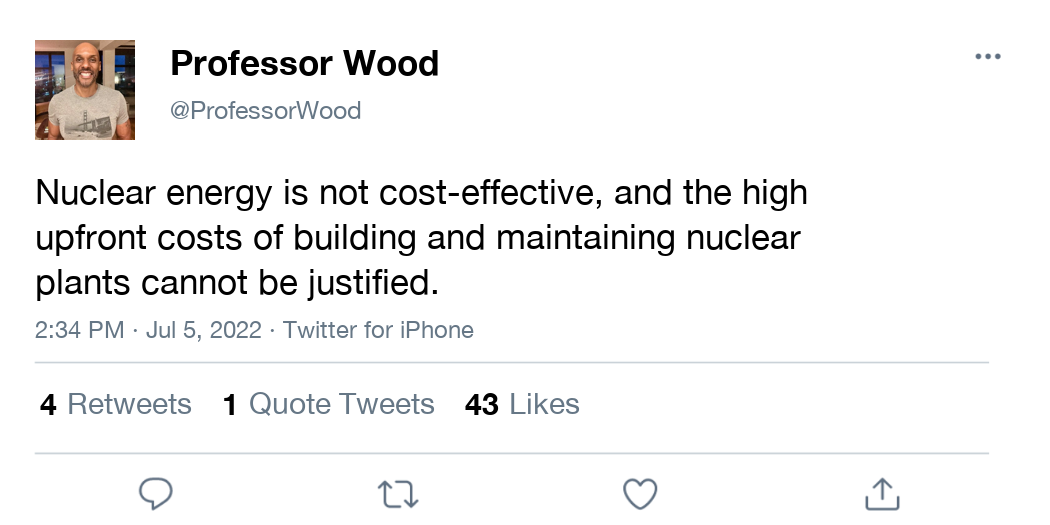 Professor Wood
@ProfessorWood
Nuclear energy is not cost-effective, and the high
upfront costs of building and maintaining nuclear
plants cannot be justified.
2:34 PM · Jul 5, 2022 · Twitter for iPhone
4 Retweets 1 Quote Tweets 43 Likes